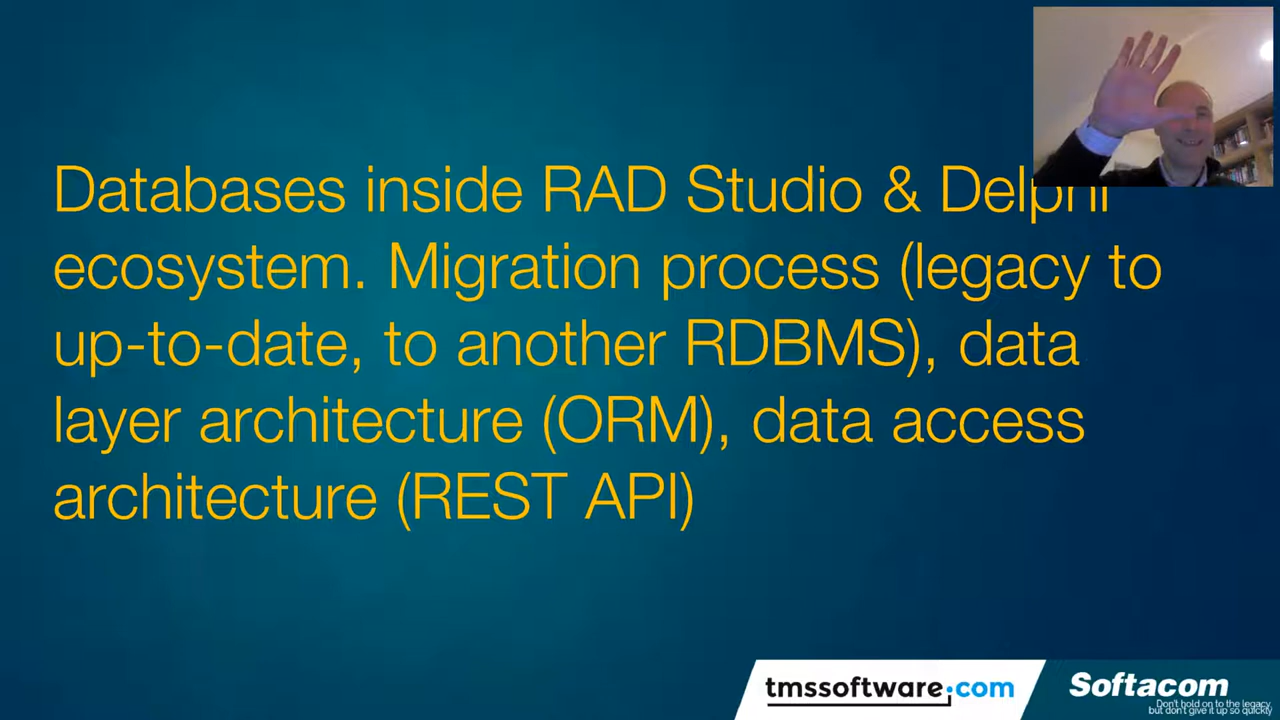 Databases inside RAD Studio & Delphi
ecosystem. Migration process (legacy to
up-to-date, to another RDBMS), data
layer architecture (ORM), data access
architecture (REST API)
tmssoftware.com
Softacom
Don't hold on to the legacy,
but don't give it up so quickly